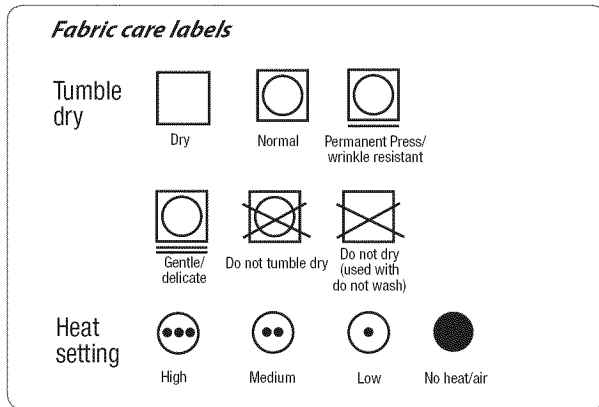 Fabric care labels
Tumble
dry
Dry
Normal
Permanent Press/
wrinkle resistant
Gentle/
delicate
Do not tumble dry
Do not dry
(used with
do not wash)
Heat
setting
High
Medium
Low
No heat/air